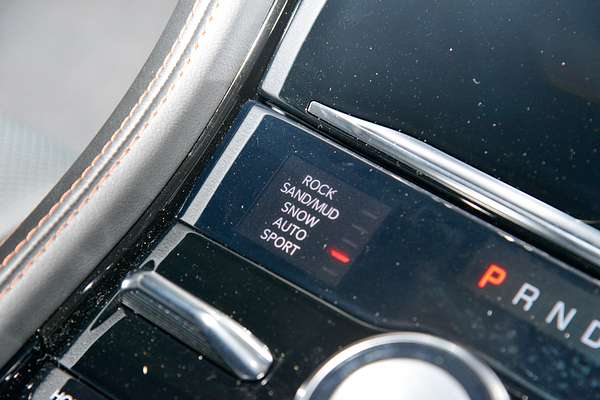 ROCK
SAND/MUD
SNOW
AUTO
SPORT
P R N D